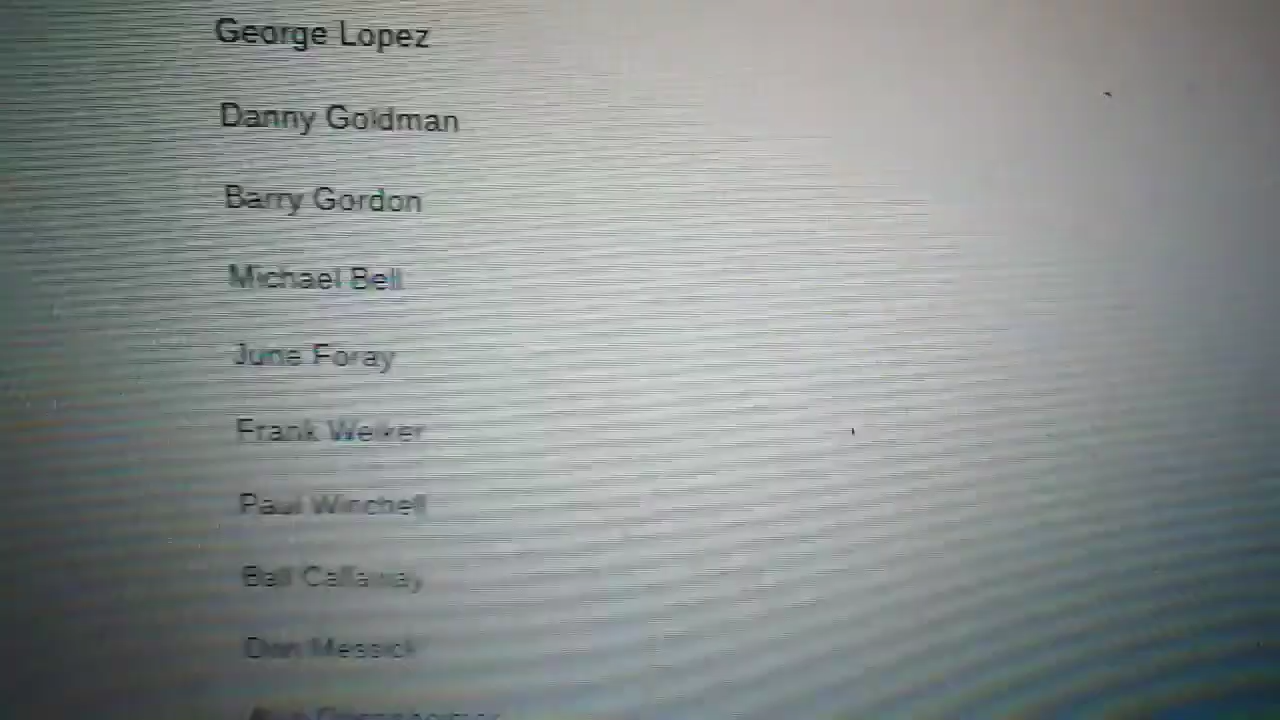 George Lopez
Danny Goldman
Barry Gordon
Michael Bell
June Foray
Frank Welker
Paul Winchell
Don Messick